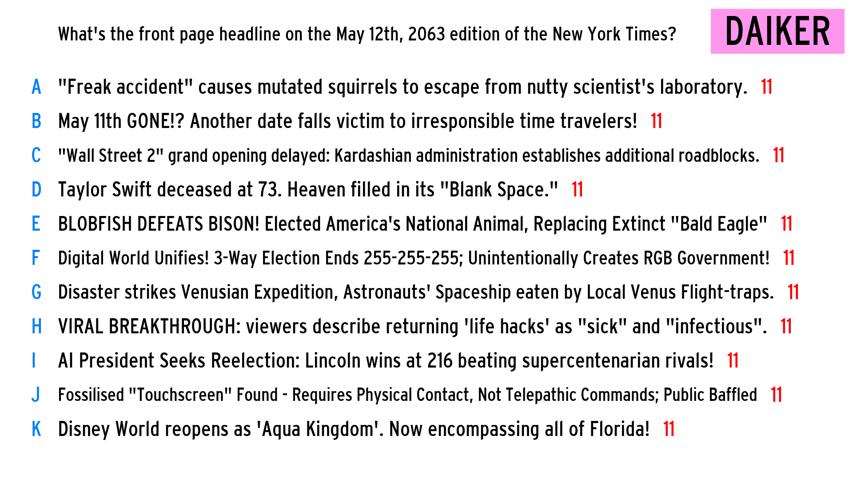 What's the front page headline on the May 12th, 2063 edition of the New York Times?
DAIKER
A "Freak accident" causes mutated squirrels to escape from nutty scientist's laboratory. 11
B May 11th GONE!? Another date falls victim to irresponsible time travelers! 11
C "Wall Street 2" grand opening delayed: Kardashian administration establishes additional roadblocks. 11
D Taylor Swift deceased at 73. Heaven filled in its "Blank Space." 11
E BLOBFISH DEFEATS BISON! Elected America's National Animal, Replacing Extinct "Bald Eagle" 11
F Digital World Unifies! 3-Way Election Ends 255-255-255; Unintentionally Creates RGB Government! 11
G Disaster strikes Venusian Expedition, Astronauts' Spaceship eaten by Local Venus Flight-traps. 11
H VIRAL BREAKTHROUGH: viewers describe returning 'life hacks' as "sick" and "infectious". 11
I AI President Seeks Reelection: Lincoln wins at 216 beating supercentenarian rivals! 11
J Fossilised "Touchscreen" Found - Requires Physical Contact, Not Telepathic Commands; Public Baffled 11
K Disney World reopens as 'Aqua Kingdom'. Now encompassing all of Florida! 11